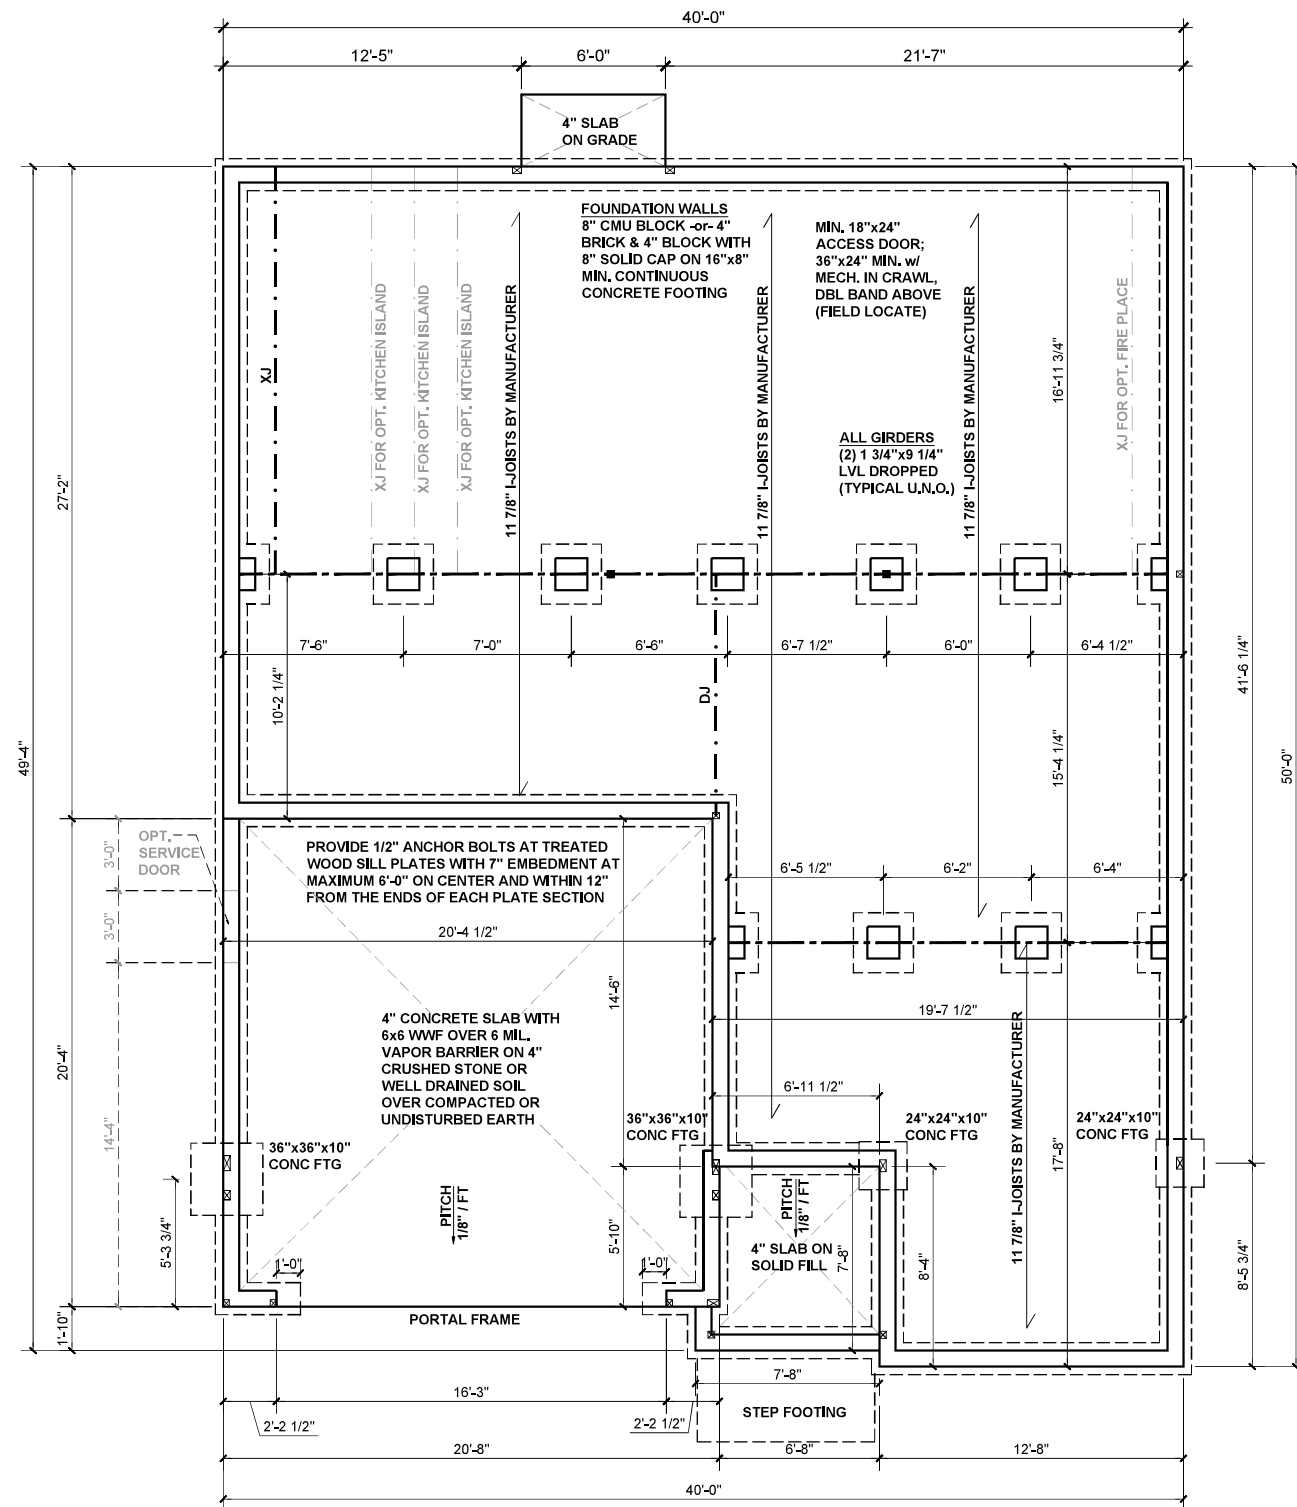 40'-0"
12'-5"
6'-0"
21'-7"
4" SLAB
ON GRADE
FOUNDATION WALLS
8" CMU BLOCK -or- 4"
BRICK & 4" BLOCK WITH
8" SOLID CAP ON 16"x8"
MIN. CONTINUOUS
CONCRETE FOOTING
MIN. 18"x24"
ACCESS DOOR;
36"x24" MIN. w/
MECH. IN CRAWL,
DBL BAND ABOVE
(FIELD LOCATE)
XJ
XJ FOR OPT. KITCHEN ISLAND
XJ FOR OPT. KITCHEN ISLAND
XJ FOR OPT. KITCHEN ISLAND
11 7/8" I-JOISTS BY MANUFACTURER
11 7/8" I-JOISTS BY MANUFACTURER
11 7/8" I-JOISTS BY MANUFACTURER
16'-11 3/4"
XJ FOR OPT. FIRE PLACE
ALL GIRDERS
(2) 1 3/4"x9 1/4"
LVL DROPPED
(TYPICAL U.N.O.)
27'-2"
7'-6"
7'-0"
6'-6"
6'-7 1/2"
6'-0"
6'-4 1/2"
10'-2 1/4"
DJ
15'-4 1/4"
41'-6 1/4"
49'-4"
50'-0"
OPT.
SERVICE
DOOR
3'-0"
3'-0"
14'-4"
20'-4"
PROVIDE 1/2" ANCHOR BOLTS AT TREATED
WOOD SILL PLATES WITH 7" EMBEDMENT AT
MAXIMUM 6'-0" ON CENTER AND WITHIN 12"
FROM THE ENDS OF EACH PLATE SECTION
6'-5 1/2"
6'-2"
6'-4"
20'-4 1/2"
14'-6"
4" CONCRETE SLAB WITH
6x6 WWF OVER 6 MIL.
VAPOR BARRIER ON 4"
CRUSHED STONE OR
WELL DRAINED SOIL
OVER COMPACTED OR
UNDISTURBED EARTH
19'-7 1/2"
6'-11 1/2"
36"x36"x10"
CONC FTG
36"x36"x10"
CONC FTG
24"x24"x10"
CONC FTG
24"x24"x10"
CONC FTG
11 7/8" I-JOISTS BY MANUFACTURER
17'-8"
PITCH
1/8" / FT
PITCH
1/8" / FT
5'-3 3/4"
5'-10"
4" SLAB ON
SOLID FILL
7'-8"
8'-4"
8'-5 3/4"
1'-0"
1'-0"
PORTAL FRAME
1'-10"
7'-8"
16'-3"
2'-2 1/2"
2'-2 1/2"
STEP FOOTING
20'-8"
6'-8"
12'-8"
40'-0"